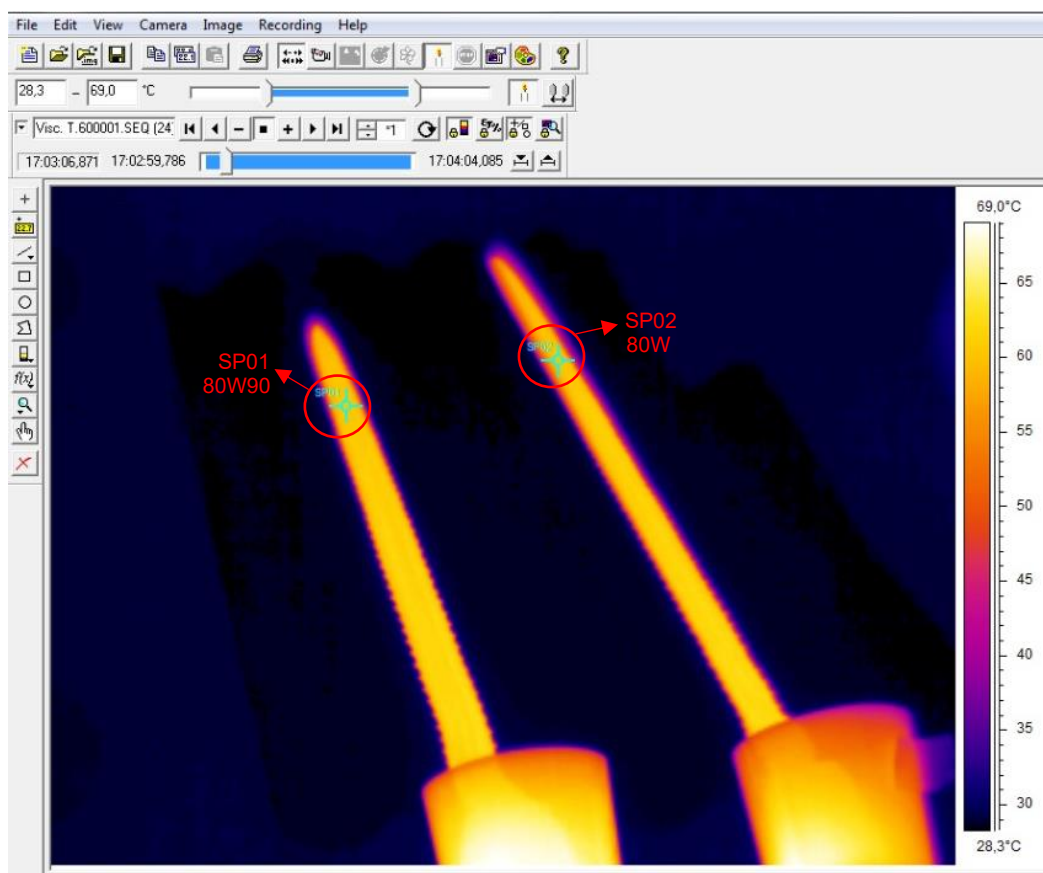 File Edit View Camera Image Recording Help
28,3 – 69,0 °C
Visc. T.600001.SEQ (24
17:03:06,871 17:02:59,786 17:04:04,085
69,0°C
65
60
55
50
45
40
35
30
28,3°C
SP01
80W90
SP01
SP02
80W
SP02
f(x)